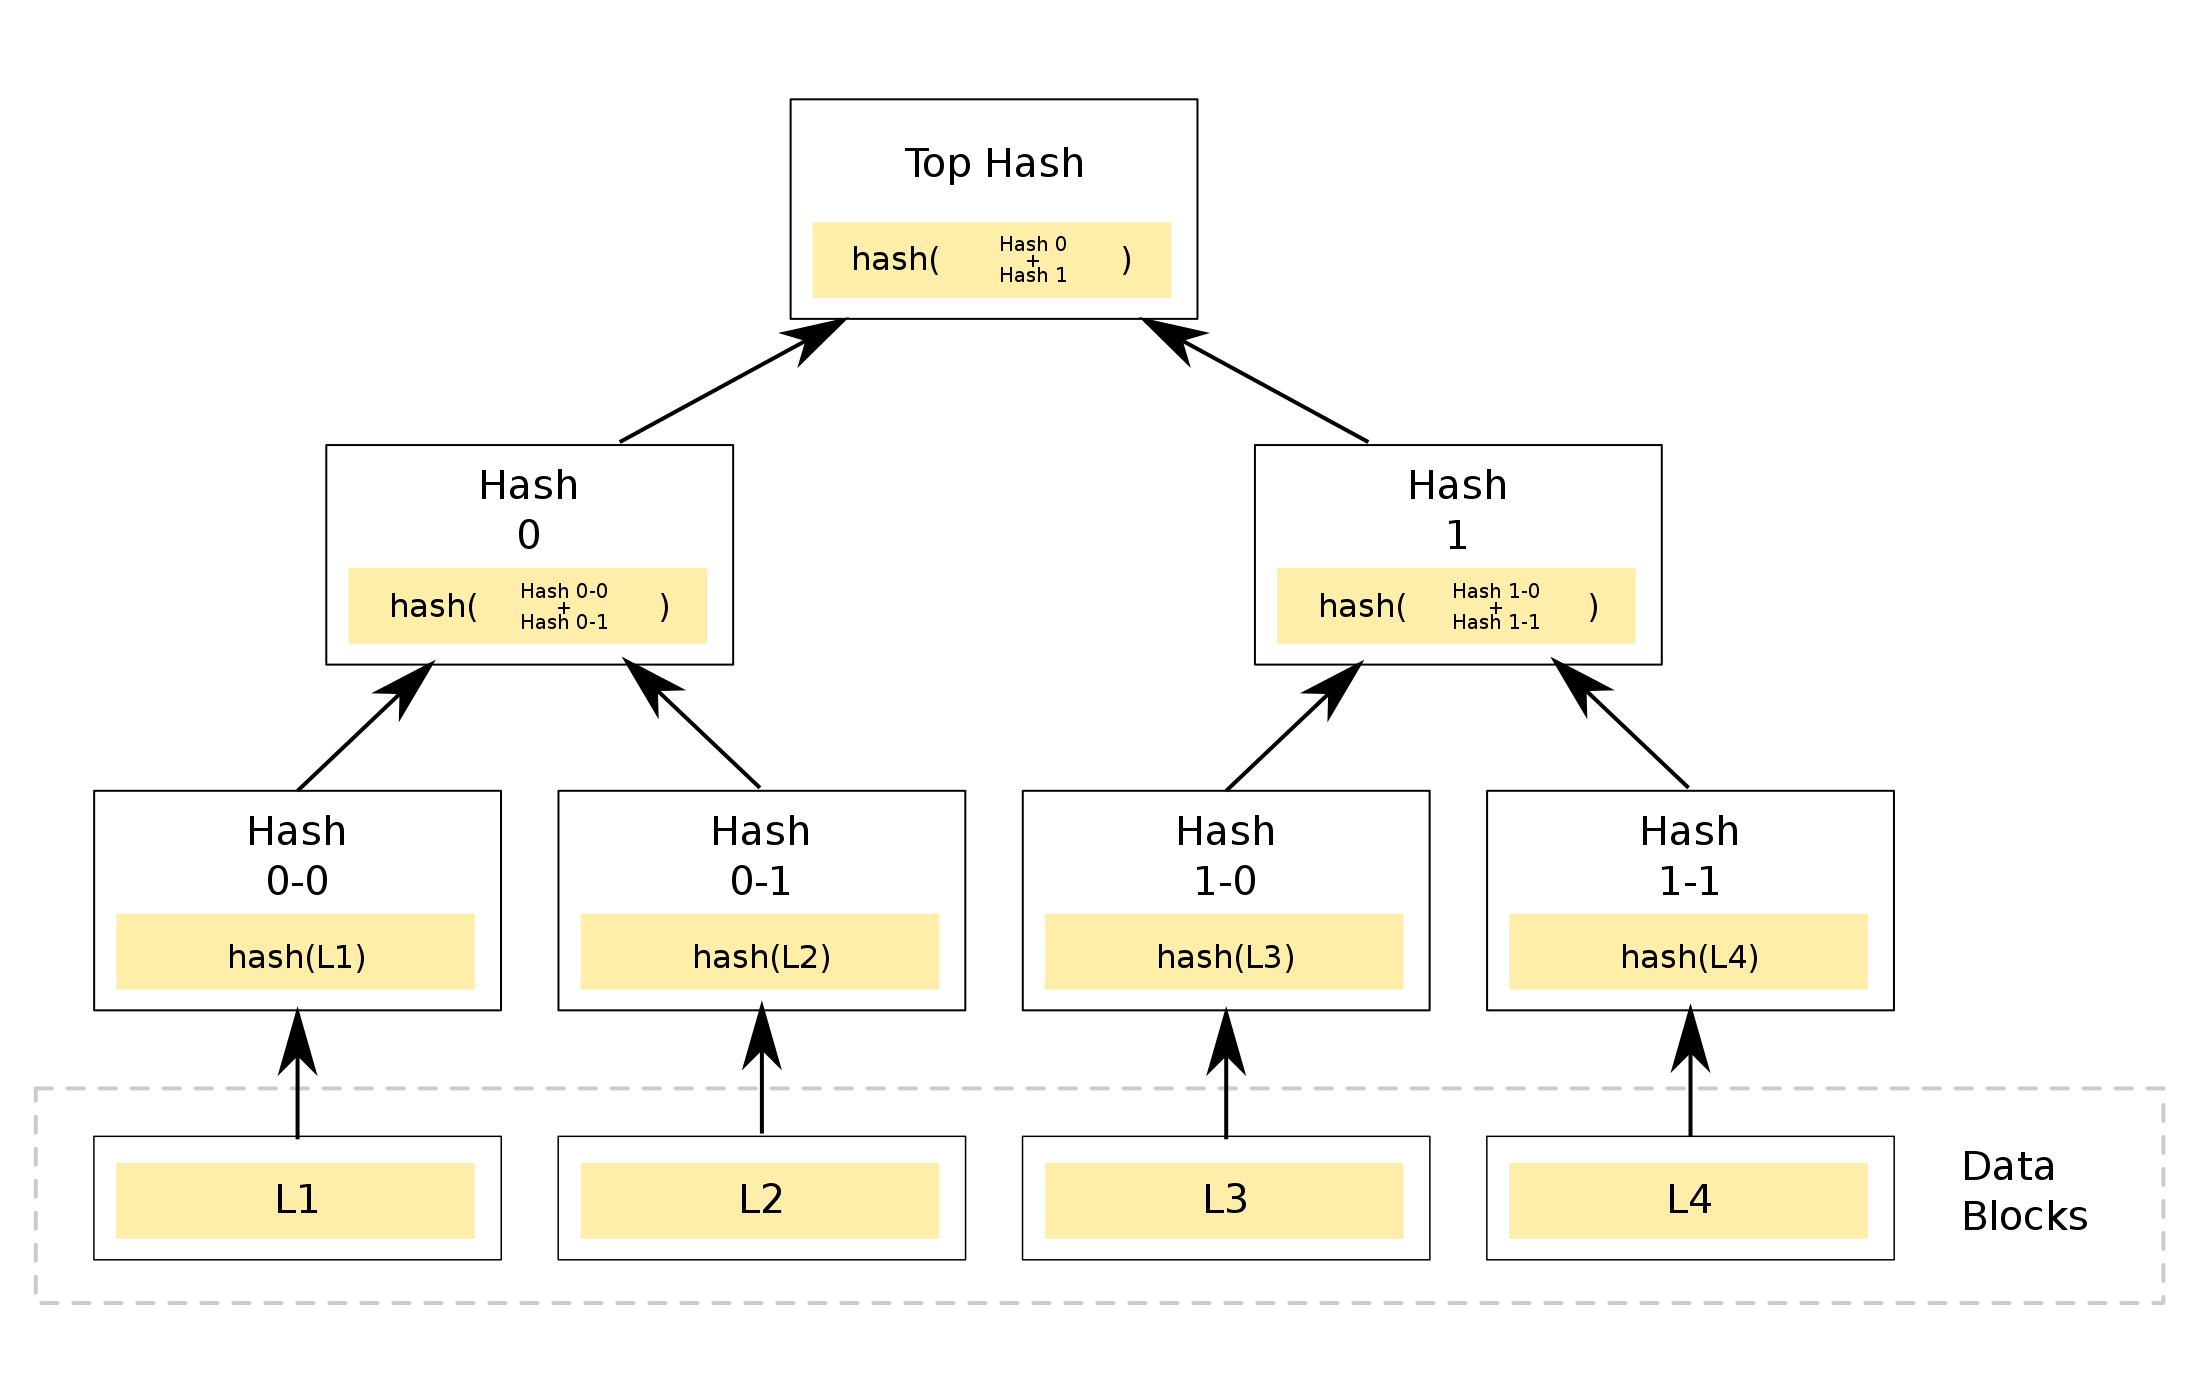 Top Hash
hash( Hash 0 + Hash 1 )
Hash
0
hash( Hash 0-0 + Hash 0-1 )
Hash
1
hash( Hash 1-0 + Hash 1-1 )
Hash
0-0
hash(L1)
Hash
0-1
hash(L2)
Hash
1-0
hash(L3)
Hash
1-1
hash(L4)
L1
L2
L3
L4
Data
Blocks